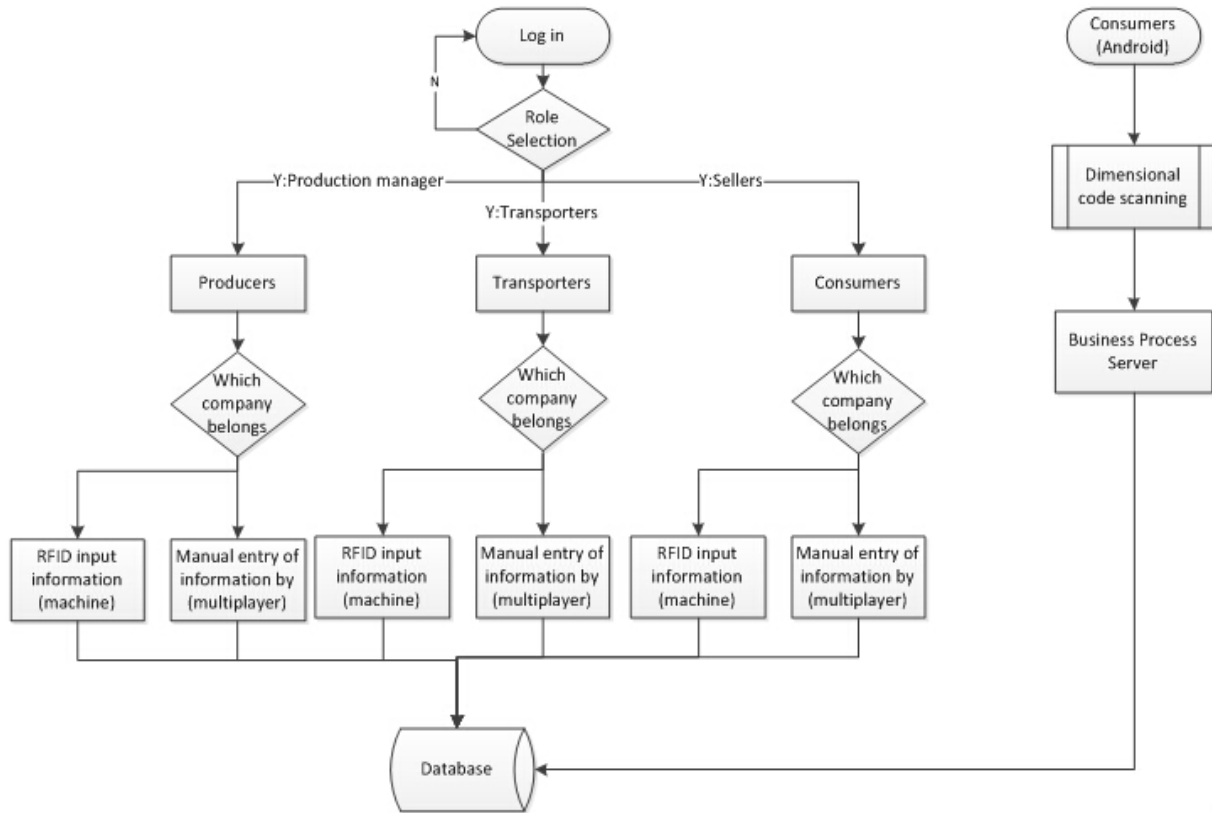 Log in
Consumers
(Android)
N
Role
Selection
Y:Production manager
Y:Sellers
Y:Transporters
Dimensional
code scanning
Producers
Transporters
Consumers
Business Process
Server
Which
company
belongs
Which
company
belongs
Which
company
belongs
RFID input
information
(machine)
Manual entry of
information by
(multiplayer)
RFID input
information
(machine)
Manual entry of
information by
(multiplayer)
RFID input
information
(machine)
Manual entry of
information by
(multiplayer)
Database